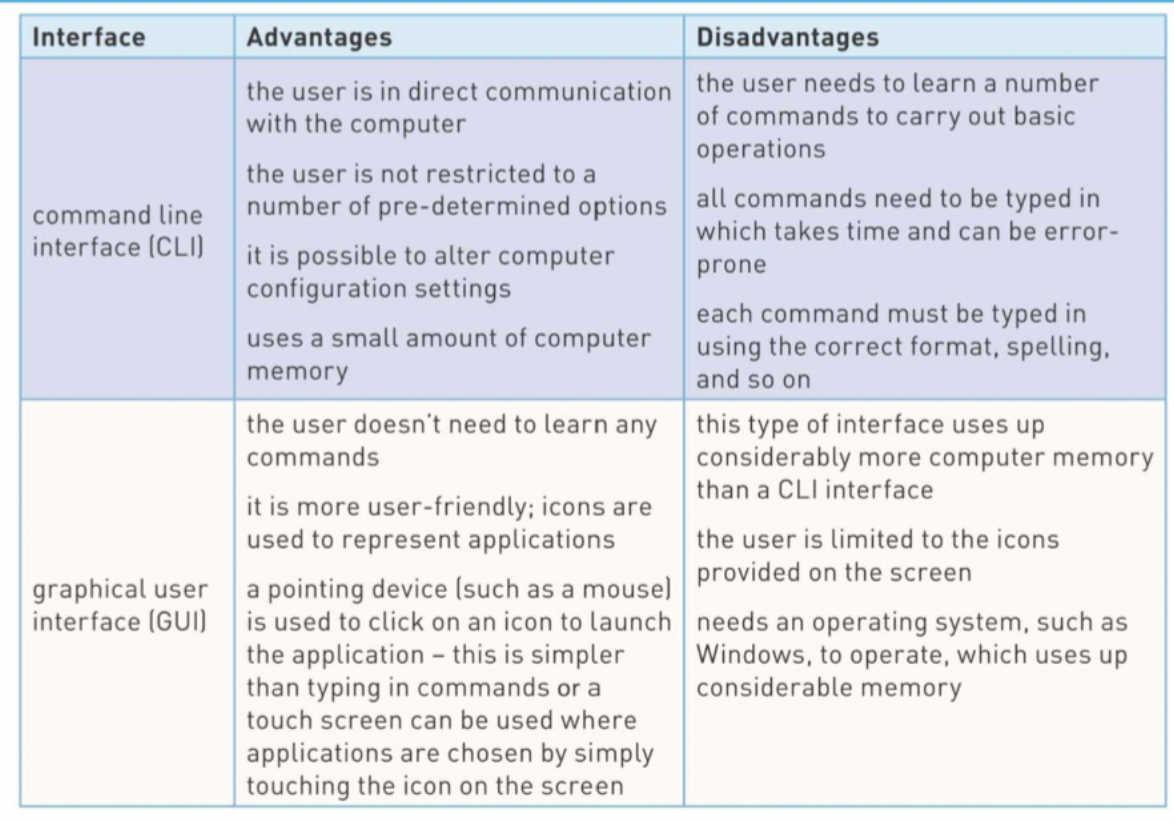 Interface
Advantages
Disadvantages
command line
interface (CLI)
the user is in direct communication
with the computer
the user is not restricted to a
number of pre-determined options
it is possible to alter computer
configuration settings
uses a small amount of computer
memory
the user needs to learn a number
of commands to carry out basic
operations
all commands need to be typed in
which takes time and can be error-
prone
each command must be typed in
using the correct format, spelling,
and so on
graphical user
interface (GUI)
the user doesn't need to learn any
commands
it is more user-friendly; icons are
used to represent applications
a pointing device (such as a mouse)
is used to click on an icon to launch
the application – this is simpler
than typing in commands or a
touch screen can be used where
applications are chosen by simply
touching the icon on the screen
this type of interface uses up
considerably more computer memory
than a CLI interface
the user is limited to the icons
provided on the screen
needs an operating system, such as
Windows, to operate, which uses up
considerable memory